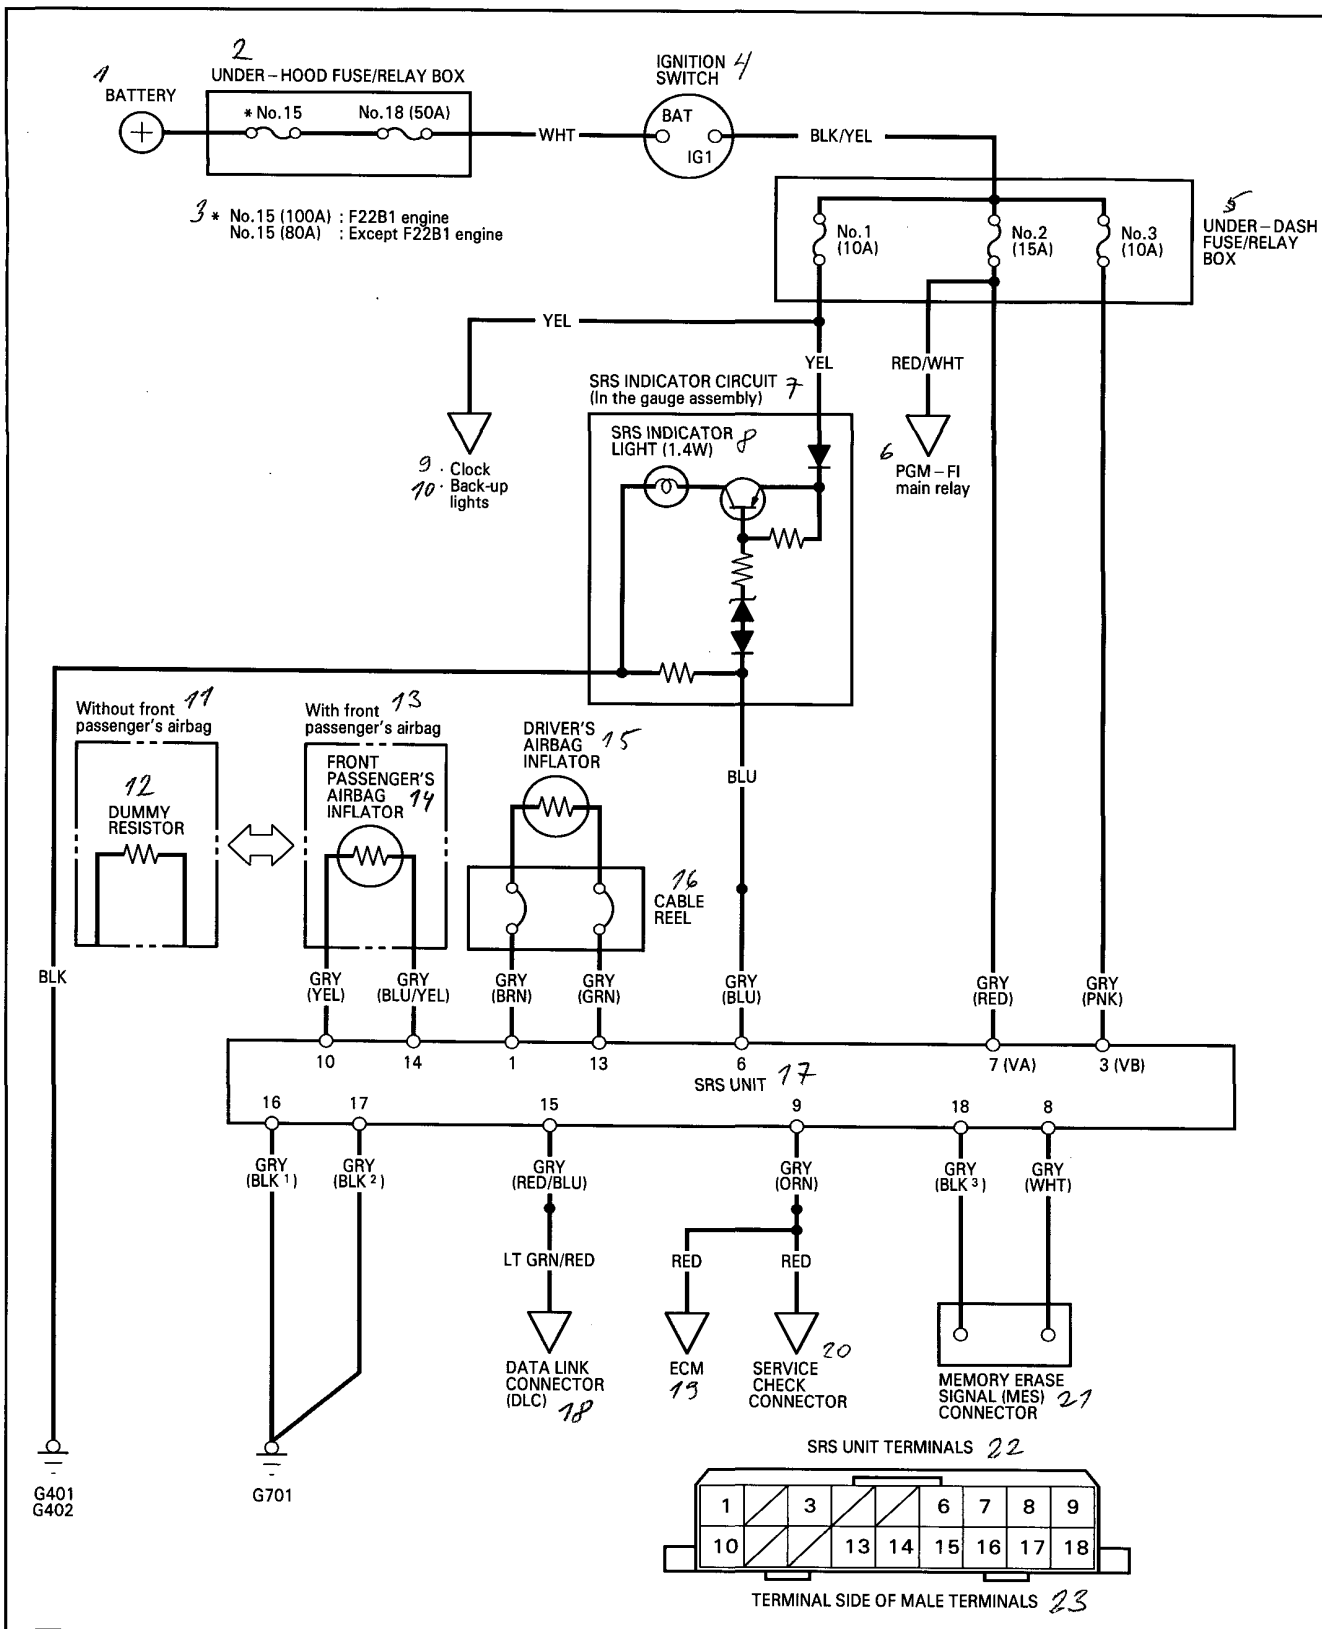 1
BATTERY
2
UNDER–HOOD FUSE/RELAY BOX
* No.15
No.18 (50A)
WHT
IGNITION 4
SWITCH
BAT
IG1
BLK/YEL
3 * No.15 (100A) : F22B1 engine
No.15 (80A) : Except F22B1 engine
No.1
(10A)
No.2
(15A)
No.3
(10A)
5
UNDER–DASH
FUSE/RELAY
BOX
YEL
YEL
RED/WHT
SRS INDICATOR CIRCUIT 7
(In the gauge assembly)
SRS INDICATOR 8
LIGHT (1.4W)
9 · Clock
10 · Back-up
lights
6
PGM–FI
main relay
Without front 11
passenger's airbag
12
DUMMY
RESISTOR
With front 13
passenger's airbag
FRONT
PASSENGER'S
AIRBAG 14
INFLATOR
DRIVER'S
AIRBAG 15
INFLATOR
16
CABLE
REEL
BLU
BLK
GRY
(YEL)
GRY
(BLU/YEL)
GRY
(BRN)
GRY
(GRN)
GRY
(BLU)
GRY
(RED)
GRY
(PNK)
10
14
1
13
6
7 (VA)
3 (VB)
SRS UNIT 17
16
17
15
9
18
8
GRY
(BLK 1)
GRY
(BLK 2)
GRY
(RED/BLU)
GRY
(ORN)
GRY
(BLK 3)
GRY
(WHT)
LT GRN/RED
RED
RED
DATA LINK
CONNECTOR
(DLC) 18
ECM
19
SERVICE 20
CHECK
CONNECTOR
MEMORY ERASE
SIGNAL (MES) 21
CONNECTOR
G401
G402
G701
SRS UNIT TERMINALS 22
1 3 6 7 8 9
10 13 14 15 16 17 18
TERMINAL SIDE OF MALE TERMINALS 23